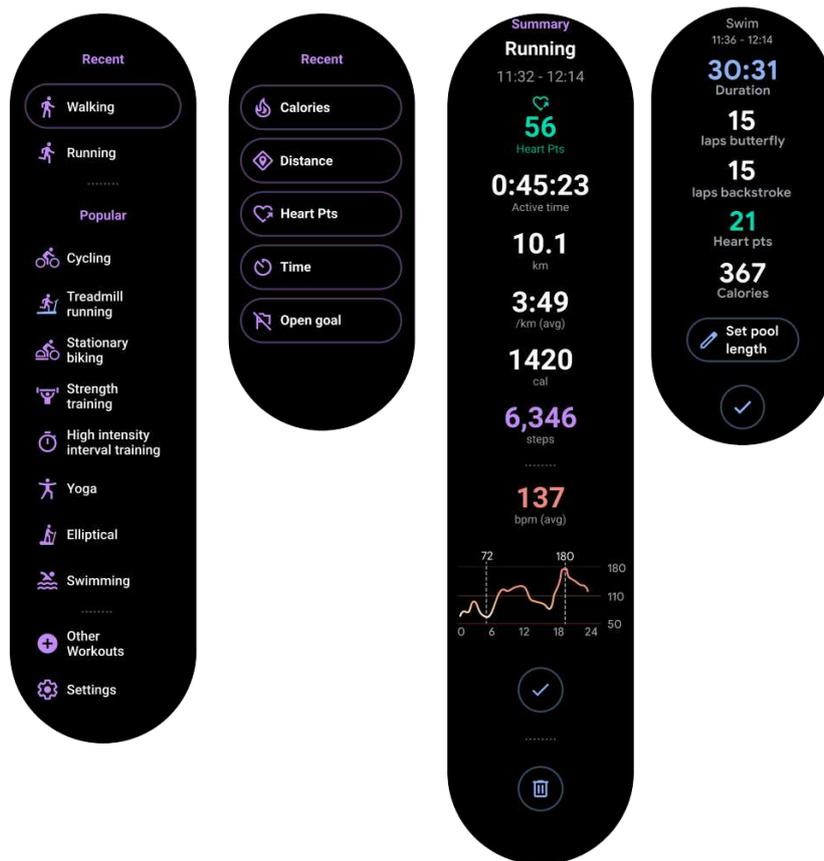 Recent
Walking
Running
Popular
Cycling
Treadmill
running
Stationary
biking
Strength
training
High intensity
interval training
Yoga
Elliptical
Swimming
Other
Workouts
Settings
Recent
Calories
Distance
Heart Pts
Time
Open goal
Summary
Running
11:32 - 12:14
56
Heart Pts
0:45:23
Active time
10.1
km
3:49
/km (avg)
1420
cal
6,346
steps
137
bpm (avg)
72 180
180
110
50
0 6 12 18 24
Swim
11:36 - 12:14
30:31
Duration
15
laps butterfly
15
laps backstroke
21
Heart pts
367
Calories
Set pool
length